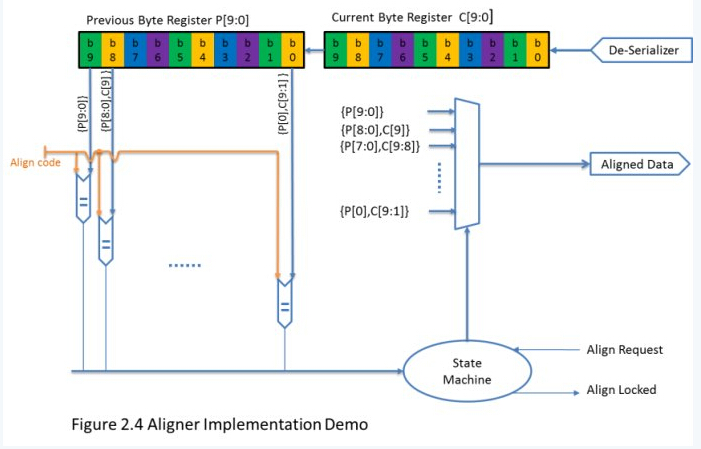 Previous Byte Register P[9:0]
Current Byte Register C[9:0]
b b b b b b b b b b
9 8 7 6 5 4 3 2 1 0
b b b b b b b b b b
9 8 7 6 5 4 3 2 1 0
De-Serializer
{P[9:0]}
{P[8:0],C[9]}
{P[0],C[9:1]}
Align code
=
=
......
=
{P[9:0]}
{P[8:0],C[9]}
{P[7:0],C[9:8]}
......
{P[0],C[9:1]}
Aligned Data
State
Machine
Align Request
Align Locked
Figure 2.4 Aligner Implementation Demo